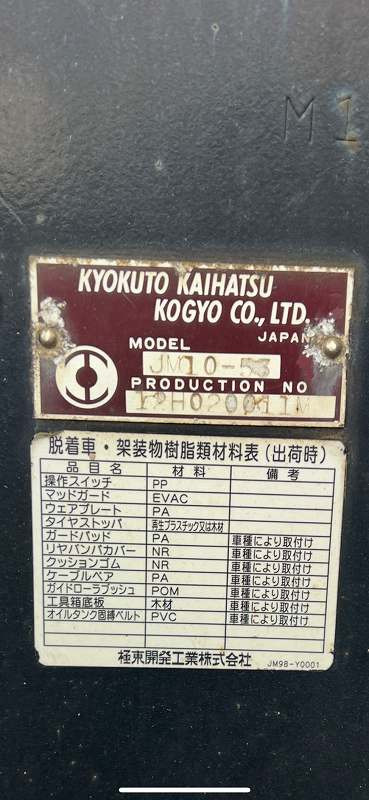 M1
KYOKUTO KAIHATSU
KOGYO CO., LTD.
JAPAN
MODEL
JM10-53
PRODUCTION NO
脱着車・架装物樹脂類材料表(出荷時)
品目名 材料 備考
操作スイッチ PP
マッドガード EVAC
ウェアプレート PA
タイヤストッパ 再生プラスチック又は木材
ガードパッド PA 車種により取付け
リヤバンパカバー NR 車種により取付け
クッションゴム NR 車種により取付け
ケーブルベア PA 車種により取付け
ガイドローラブッシュ POM 車種により取付け
工具箱底板 木材 車種により取付け
オイルタンク固縛ベルト PVC 車種により取付け
極東開発工業株式会社 JM98-Y0001